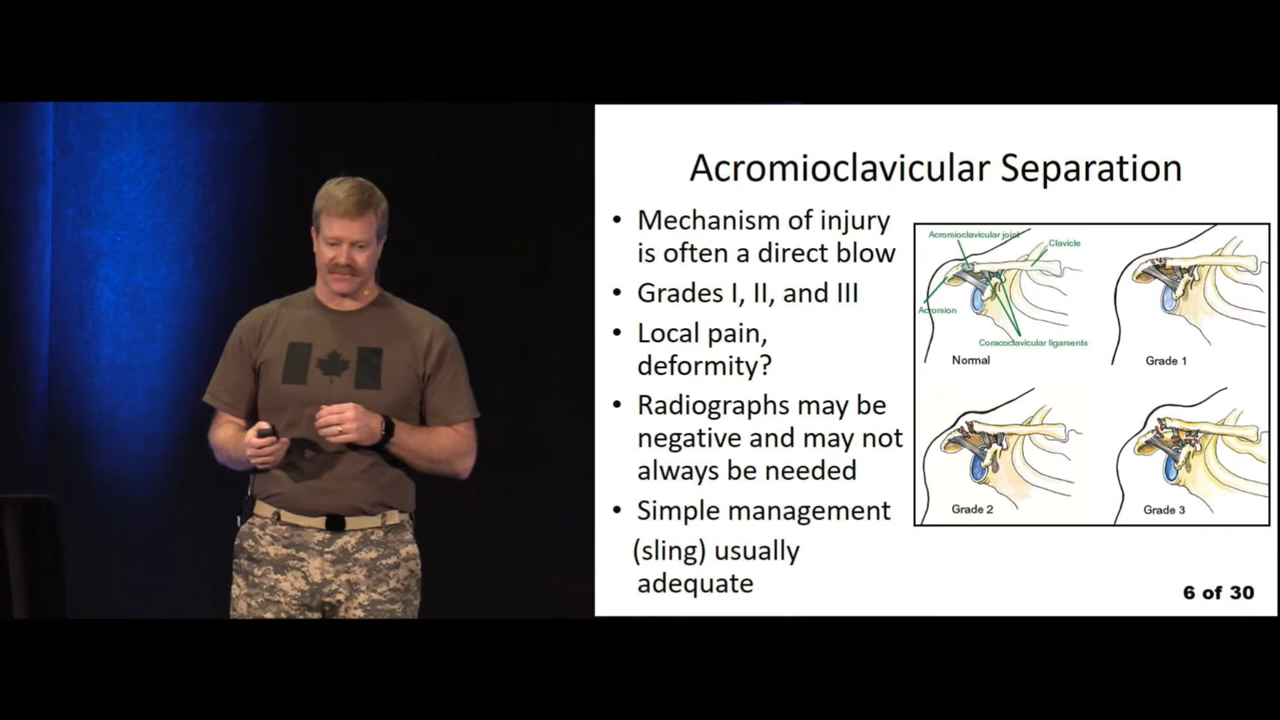 Acromioclavicular Separation
• Mechanism of injury
is often a direct blow
• Grades I, II, and III
• Local pain,
deformity?
• Radiographs may be
negative and may not
always be needed
• Simple management
(sling) usually
adequate
Acromioclavicular joint
Clavicle
Acromion
Coracoclavicular ligaments
Normal
Grade 1
Grade 2
Grade 3
6 of 30